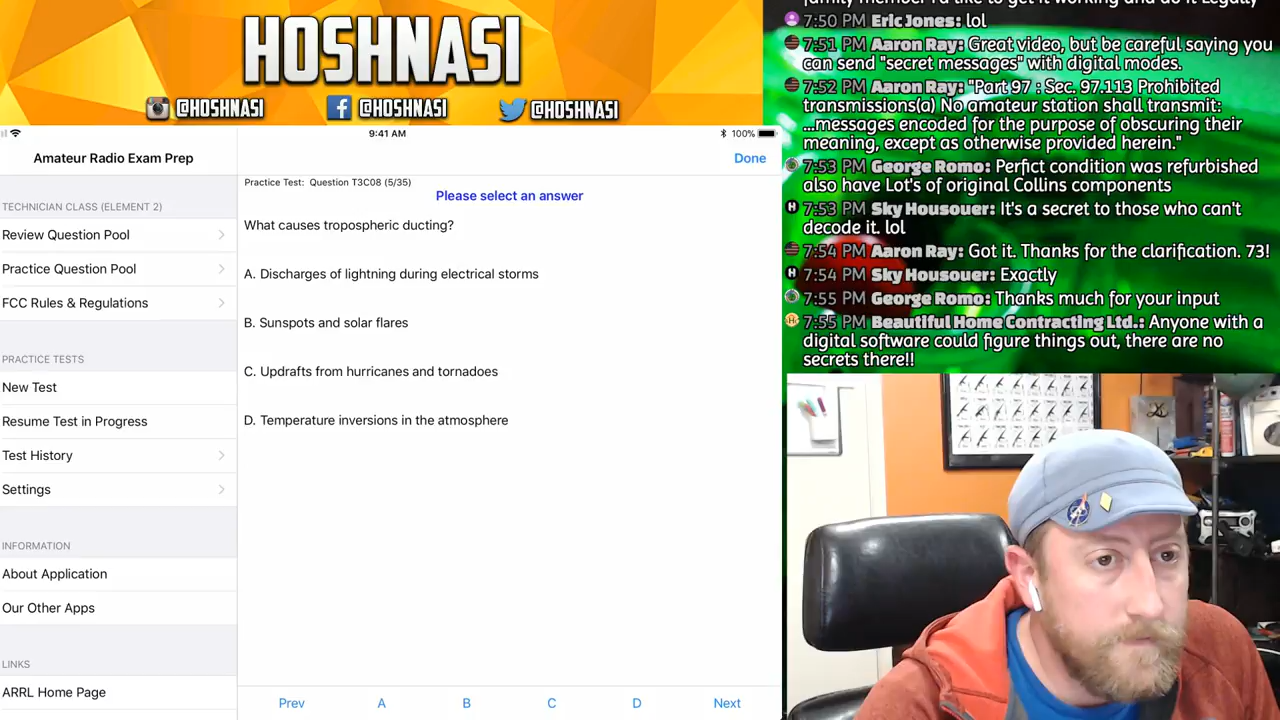 HOSHNASI
@HOSHNASI
@HOSHNASI
@HOSHNASI
9:41 AM
100%
Amateur Radio Exam Prep
Done
TECHNICIAN CLASS (ELEMENT 2)
Review Question Pool
Practice Question Pool
FCC Rules & Regulations
PRACTICE TESTS
New Test
Resume Test in Progress
Test History
Settings
INFORMATION
About Application
Our Other Apps
LINKS
ARRL Home Page
Practice Test: Question T3C08 (5/35)
Please select an answer
What causes tropospheric ducting?
A. Discharges of lightning during electrical storms
B. Sunspots and solar flares
C. Updrafts from hurricanes and tornadoes
D. Temperature inversions in the atmosphere
Prev
A
B
C
D
Next
family member I'd like to get it working and do it Legally
7:50 PM Eric Jones: lol
7:51 PM Aaron Ray: Great video, but be careful saying you
can send "secret messages" with digital modes.
7:52 PM Aaron Ray: "Part 97 : Sec. 97.113 Prohibited
transmissions(a) No amateur station shall transmit:
...messages encoded for the purpose of obscuring their
meaning, except as otherwise provided herein."
7:53 PM George Romo: Perfict condition was refurbished
also have Lot's of original Collins components
7:53 PM Sky Housouer: It's a secret to those who can't
decode it. lol
7:54 PM Aaron Ray: Got it. Thanks for the clarification. 73!
7:54 PM Sky Housouer: Exactly
7:55 PM George Romo: Thanks much for your input
7:55 PM Beautiful Home Contracting Ltd.: Anyone with a
digital software could figure things out, there are no
secrets there!!